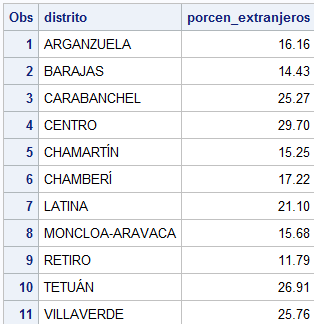 Obs distrito porcen_extranjeros
1 ARGANZUELA 16.16
2 BARAJAS 14.43
3 CARABANCHEL 25.27
4 CENTRO 29.70
5 CHAMARTÍN 15.25
6 CHAMBERÍ 17.22
7 LATINA 21.10
8 MONCLOA-ARAVACA 15.68
9 RETIRO 11.79
10 TETUÁN 26.91
11 VILLAVERDE 25.76